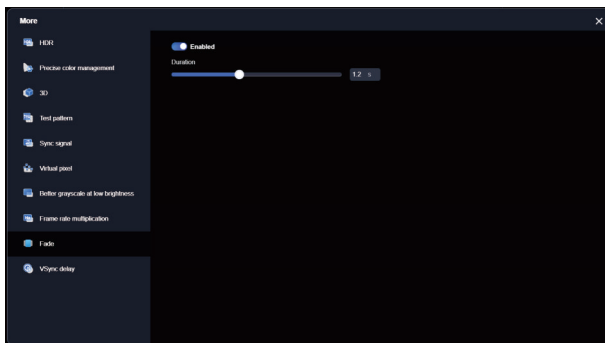 More
HDR
Precise color management
3D
Test pattern
Sync signal
Virtual pixel
Better grayscale at low brightness
Frame rate multiplication
Fade
VSync delay
Enabled
Duration
1.2 s